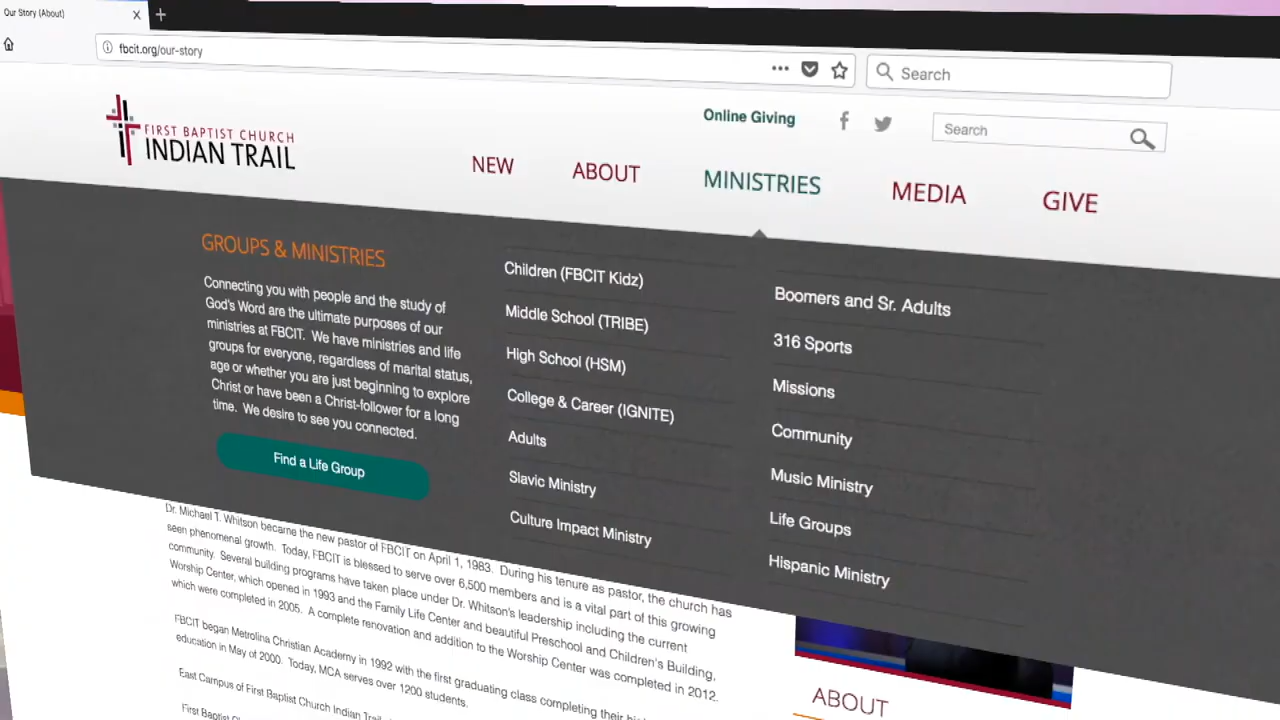 Our Story (About)
fbcit.org/our-story
Search
Online Giving
Search
FIRST BAPTIST CHURCH
INDIAN TRAIL
NEW
ABOUT
MINISTRIES
MEDIA
GIVE
GROUPS & MINISTRIES
Connecting you with people and the study of
God's Word are the ultimate purposes of our
ministries at FBCIT. We have ministries and life
groups for everyone, regardless of marital status,
age or whether you are just beginning to explore
Christ or have been a Christ-follower for a long
time. We desire to see you connected.
Find a Life Group
Children (FBCIT Kidz)
Middle School (TRIBE)
High School (HSM)
College & Career (IGNITE)
Adults
Slavic Ministry
Culture Impact Ministry
Boomers and Sr. Adults
316 Sports
Missions
Community
Music Ministry
Life Groups
Hispanic Ministry
Dr. Michael T. Whitson became the new pastor of FBCIT on April 1, 1983. During his tenure as pastor, the church has
seen phenomenal growth. Today, FBCIT is blessed to serve over 6,500 members and is a vital part of this growing
community. Several building programs have taken place under Dr. Whitson's leadership including the current
Worship Center, which opened in 1993 and the Family Life Center and beautiful Preschool and Children's Building,
which were completed in 2005. A complete renovation and addition to the Worship Center was completed in 2012.
FBCIT began Metrolina Christian Academy in 1992 with the first graduating class completing their
education in May of 2000. Today, MCA serves over 1200 students.
East Campus of First Baptist Church Indian Trail
First Baptist
ABOUT